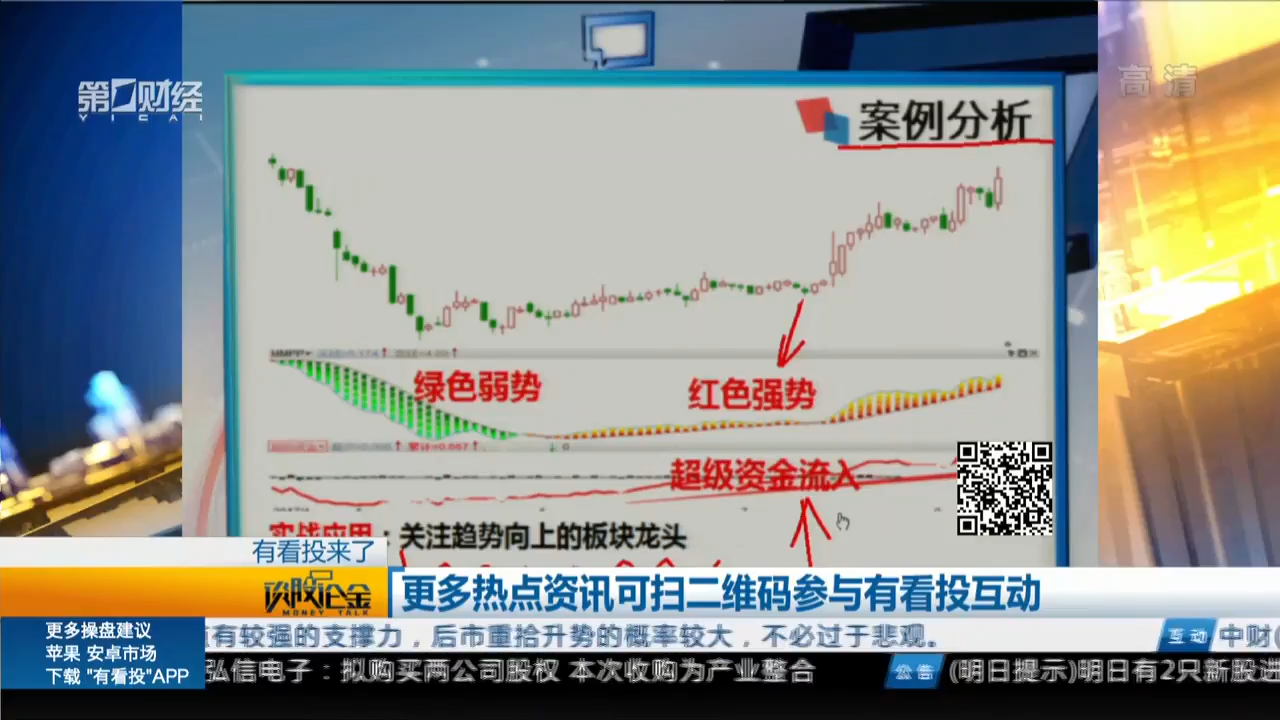 第一财经
YICAI
高清
案例分析
绿色弱势
红色强势
超级资金流入
实战应用：关注趋势向上的板块龙头
有看投来了
谈股论金
MONEY TALK
更多热点资讯可扫二维码参与有看投互动
更多操盘建议
苹果 安卓市场
下载 "有看投"APP
有较强的支撑力，后市重拾升势的概率较大，不必过于悲观。
互动 中财
弘信电子：拟购买两公司股权 本次收购为产业整合
公告 (明日提示)明日有2只新股进